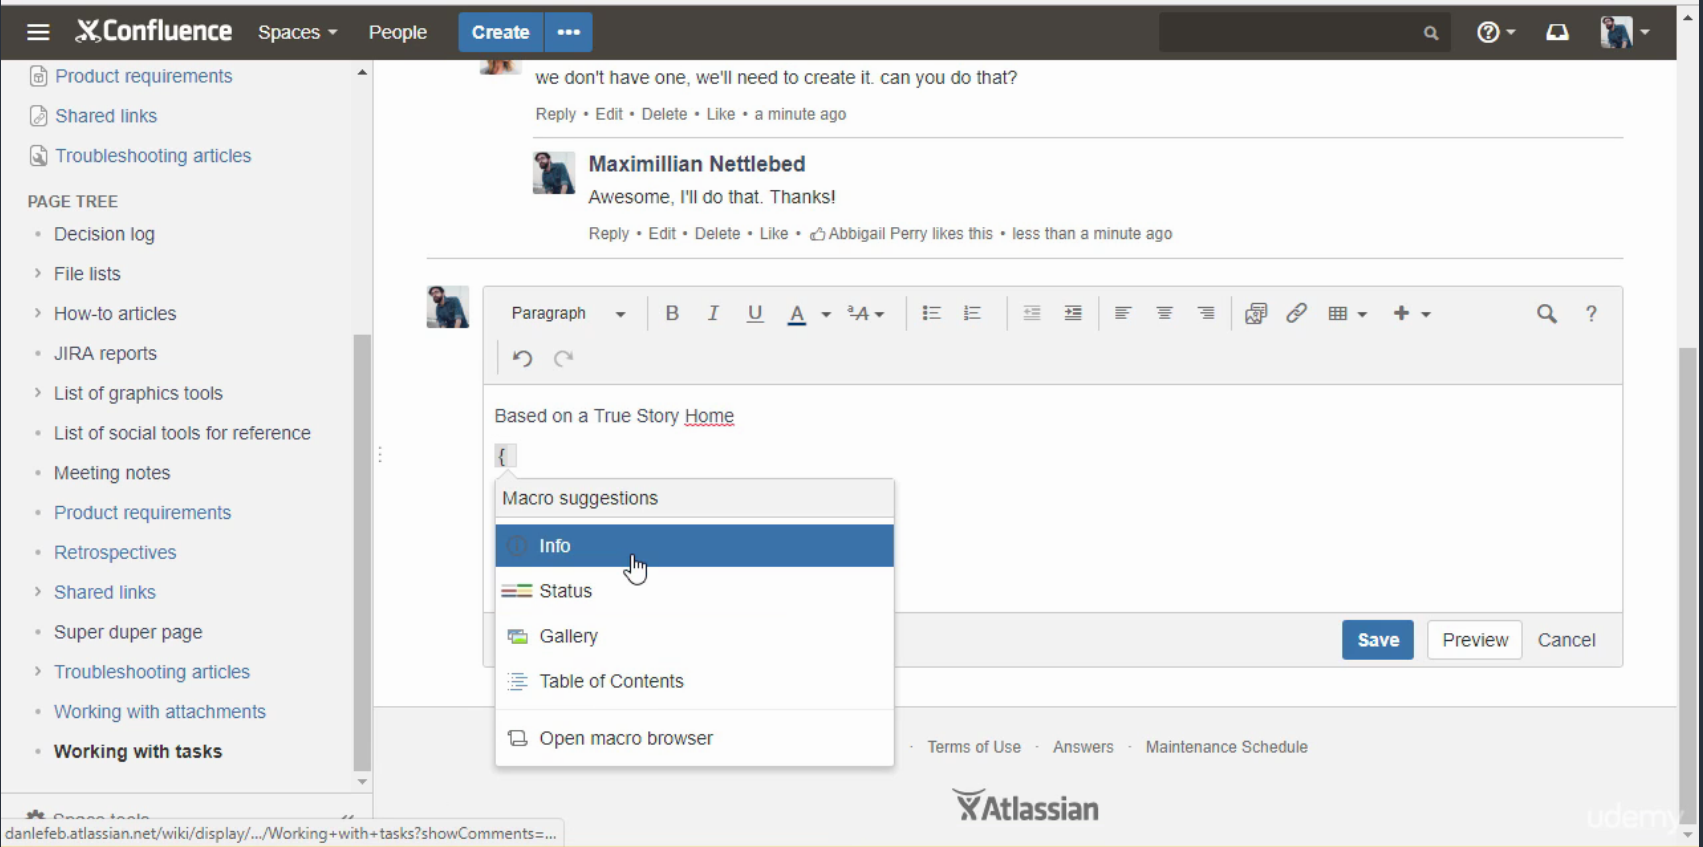 Confluence Spaces People Create •••
Product requirements
Shared links
Troubleshooting articles
PAGE TREE
Decision log
File lists
How-to articles
JIRA reports
List of graphics tools
List of social tools for reference
Meeting notes
Product requirements
Retrospectives
Shared links
Super duper page
Troubleshooting articles
Working with attachments
Working with tasks
Space tools
danlefeb.atlassian.net/wiki/display/.../Working+with+tasks?showComments=...
we don't have one, we'll need to create it. can you do that?
Reply • Edit • Delete • Like • a minute ago
Maximillian Nettlebed
Awesome, I'll do that. Thanks!
Reply • Edit • Delete • Like • Abbigail Perry likes this • less than a minute ago
Paragraph B I U A ªA ?
Based on a True Story Home
{
Macro suggestions
Info
Status
Gallery
Table of Contents
Open macro browser
Save Preview Cancel
· Terms of Use · Answers · Maintenance Schedule
Atlassian
udemy